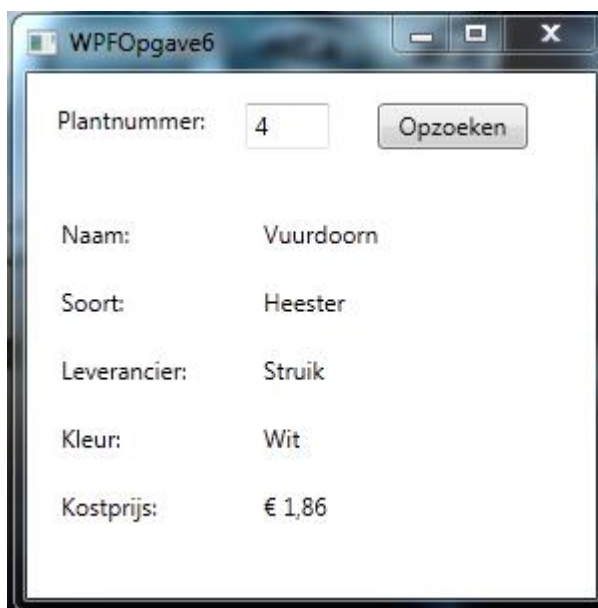 WPFOpgave6
Plantnummer: 4 Opzoeken
Naam: Vuurdoorn
Soort: Heester
Leverancier: Struik
Kleur: Wit
Kostprijs: € 1,86